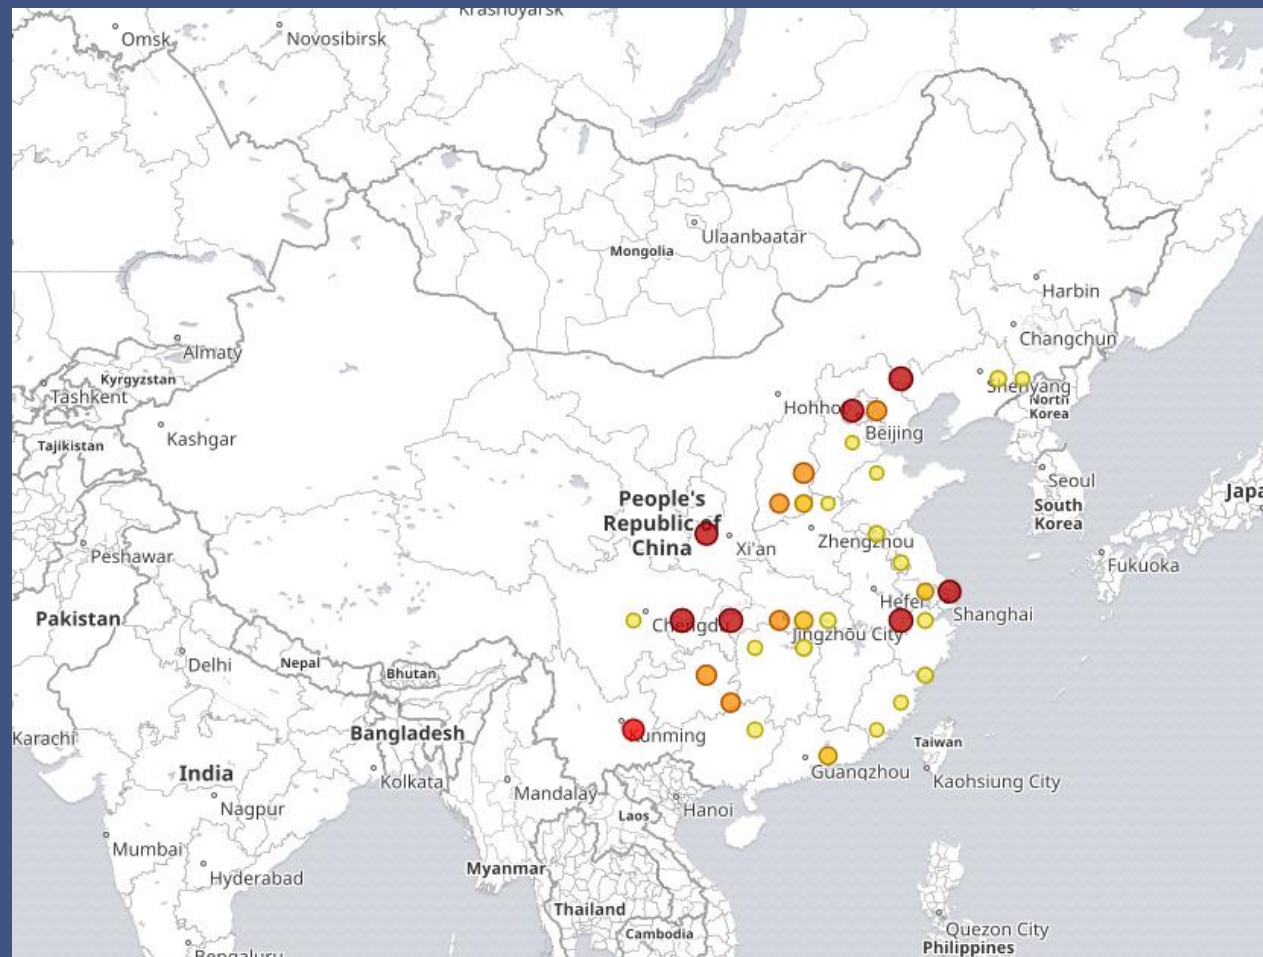 Krasnoyarsk
Omsk
Novosibirsk
Ulaanbaatar
Mongolia
Harbin
Changchun
Almaty
Kyrgyzstan
Tashkent
Shenyang
North
Korea
Hohho
Beijing
Tajikistan
Kashgar
Seoul
South
Korea
Japa
People's
Republic of
China
Xi'an
Zhengzhou
Peshawar
Fukuoka
Pakistan
Hefei
Shanghai
Chengdu
Jingzhou City
Delhi
Nepal
Bhutan
Karachi
Bangladesh
Kunming
Taiwan
India
Kolkata
Guangzhou
Kaohsiung City
Nagpur
Mandalay
Hanoi
Laos
Mumbai
Hyderabad
Myanmar
Thailand
Quezon City
Cambodia
Philippines
Bengaluru